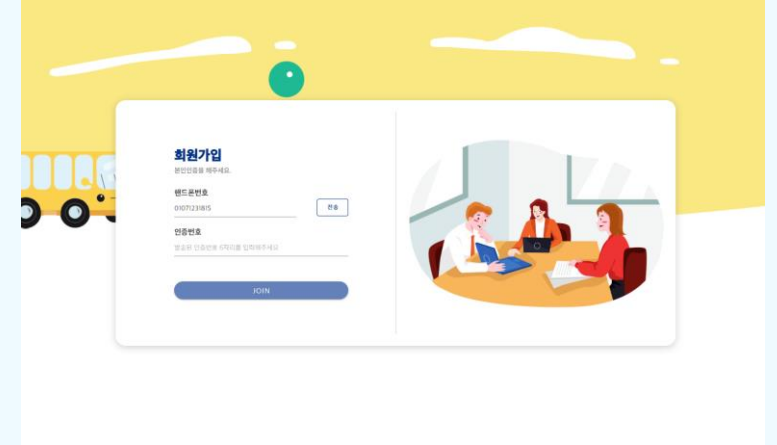 회원가입
본인인증을 해주세요.
핸드폰번호
01071231815
전송
인증번호
발송된 인증번호 6자리를 입력해주세요
JOIN